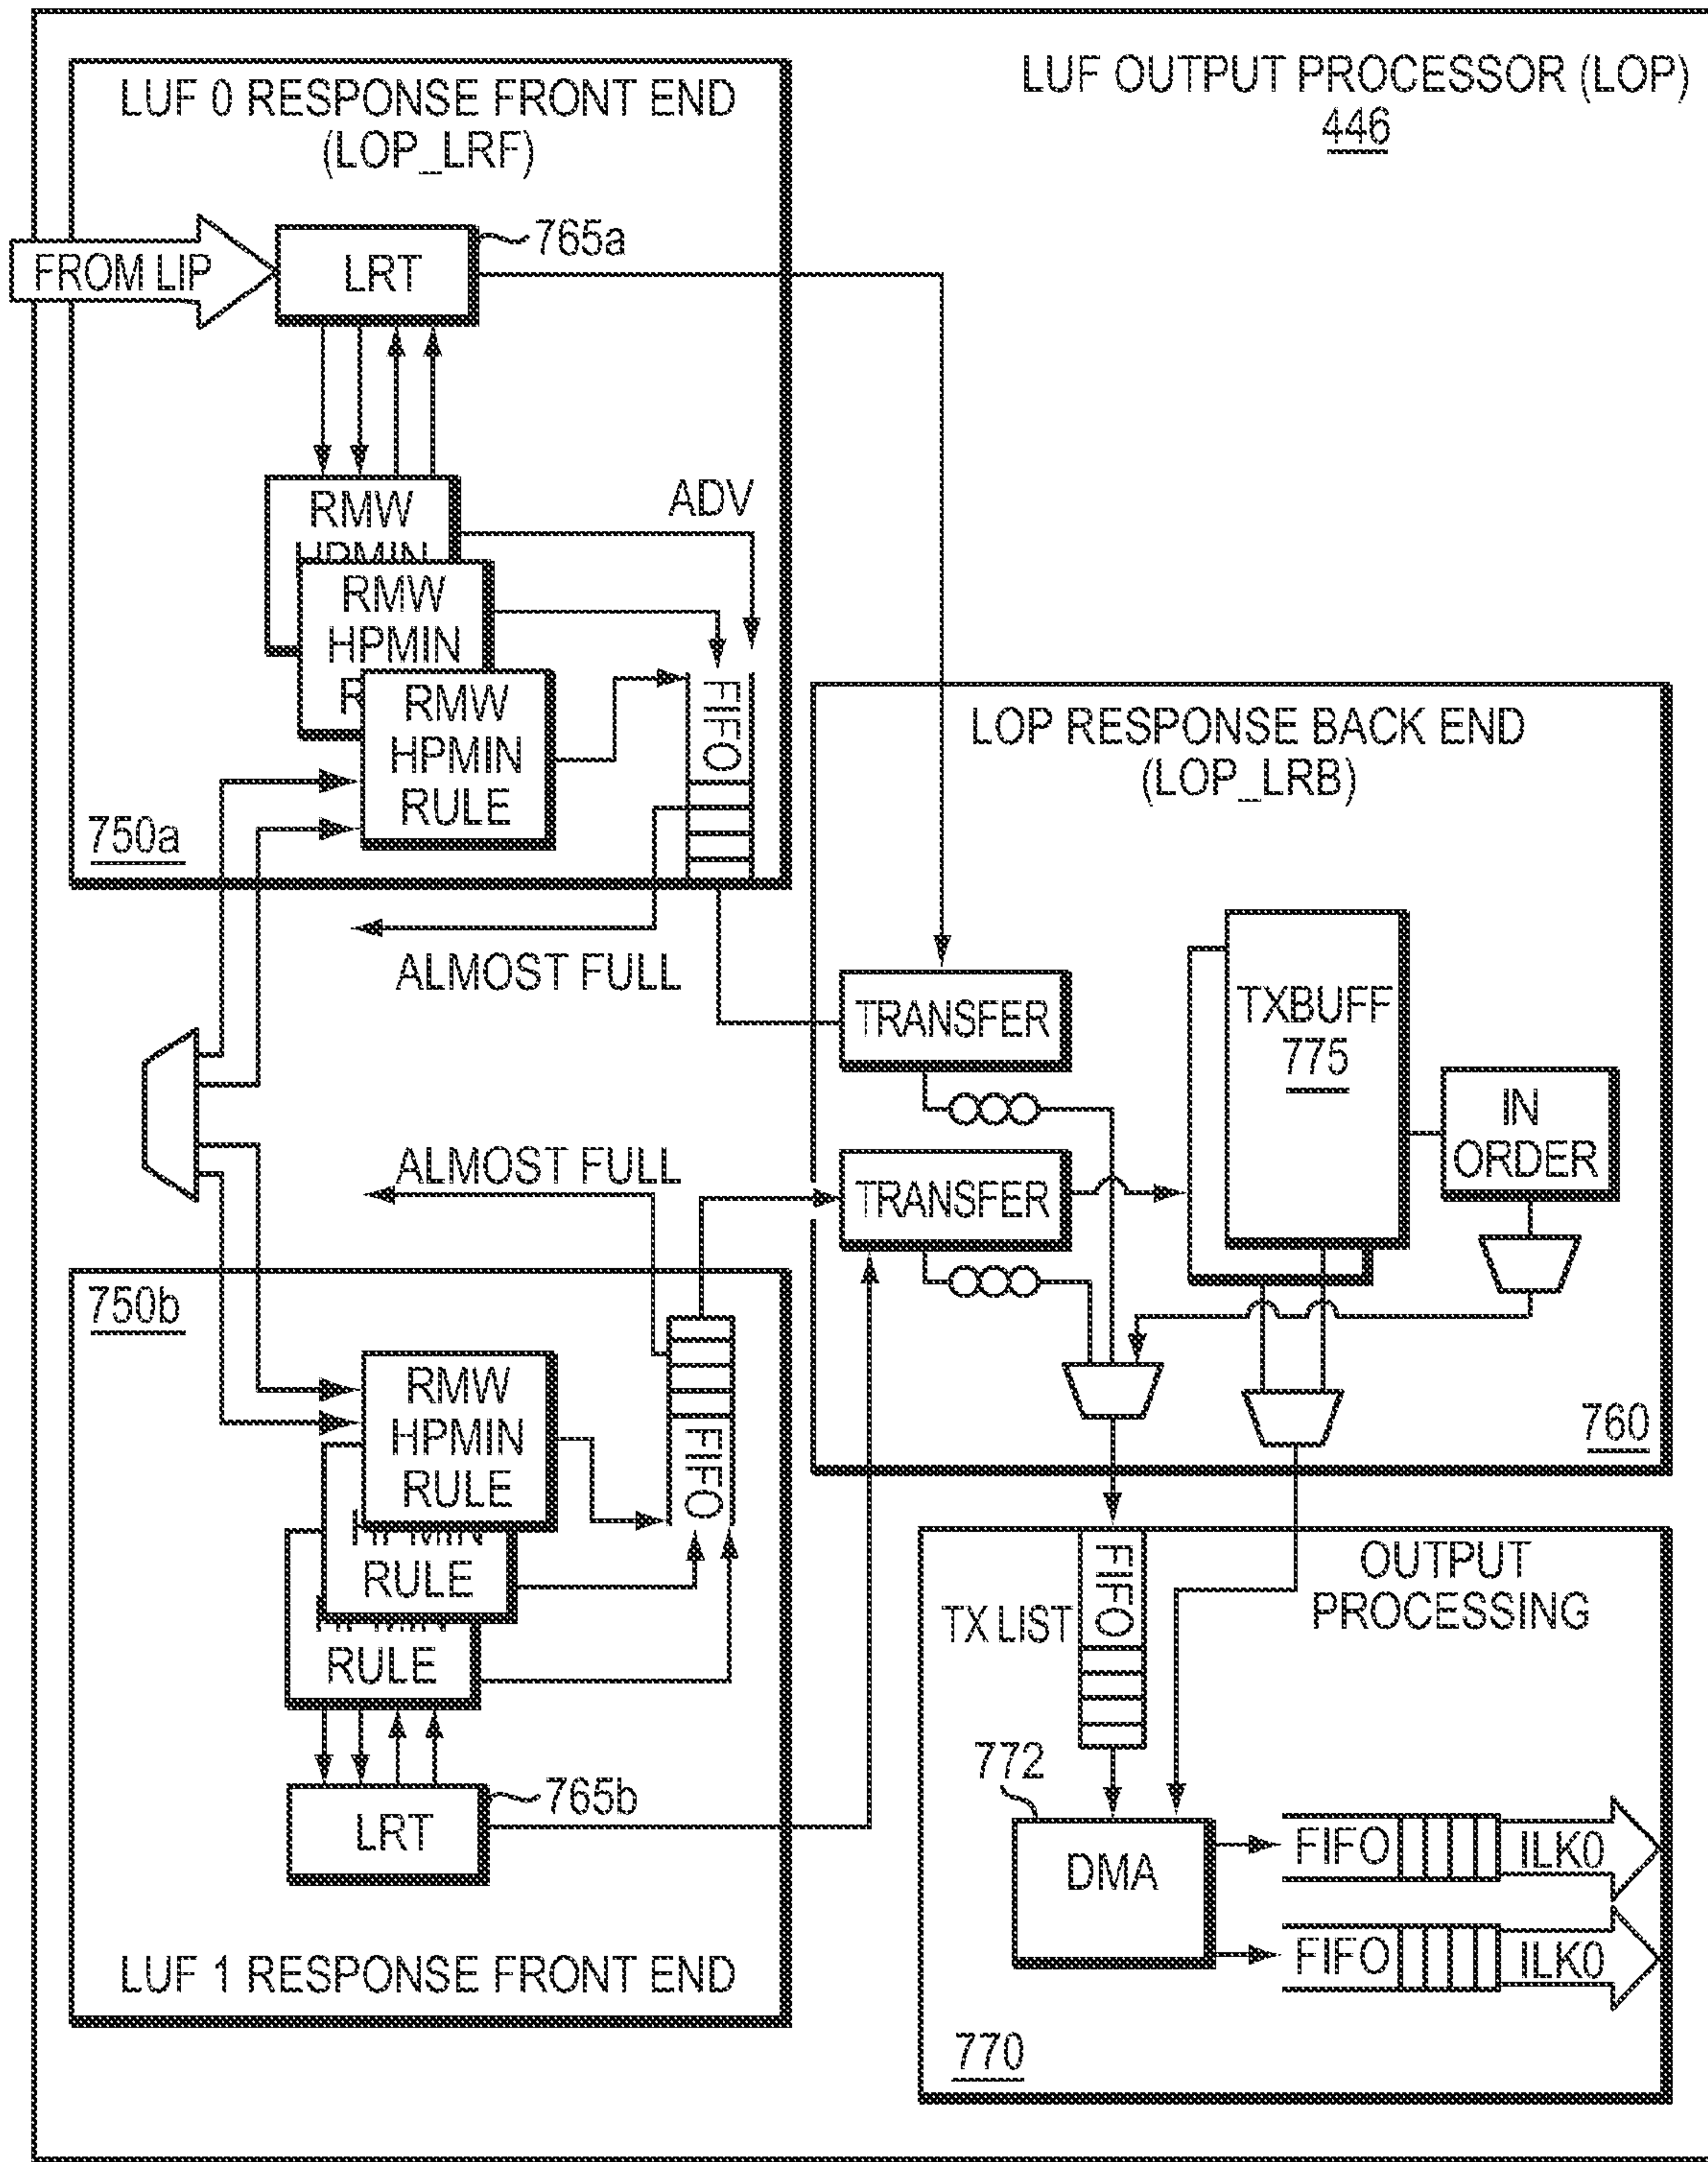 LUF OUTPUT PROCESSOR (LOP)
446
LUF 0 RESPONSE FRONT END
(LOP_LRF)
FROM LIP
LRT
765a
RMW
HPMIN
RMW
HPMIN
R
RMW
HPMIN
RULE
ADV
FIFO
750a
ALMOST FULL
LOP RESPONSE BACK END
(LOP_LRB)
TRANSFER
TXBUFF
775
IN
ORDER
ALMOST FULL
TRANSFER
760
750b
RMW
HPMIN
RULE
HPMIN
RULE
RULE
FIFO
LRT
765b
LUF 1 RESPONSE FRONT END
OUTPUT
PROCESSING
TX LIST
FIFO
772
DMA
FIFO
ILK0
FIFO
ILK0
770